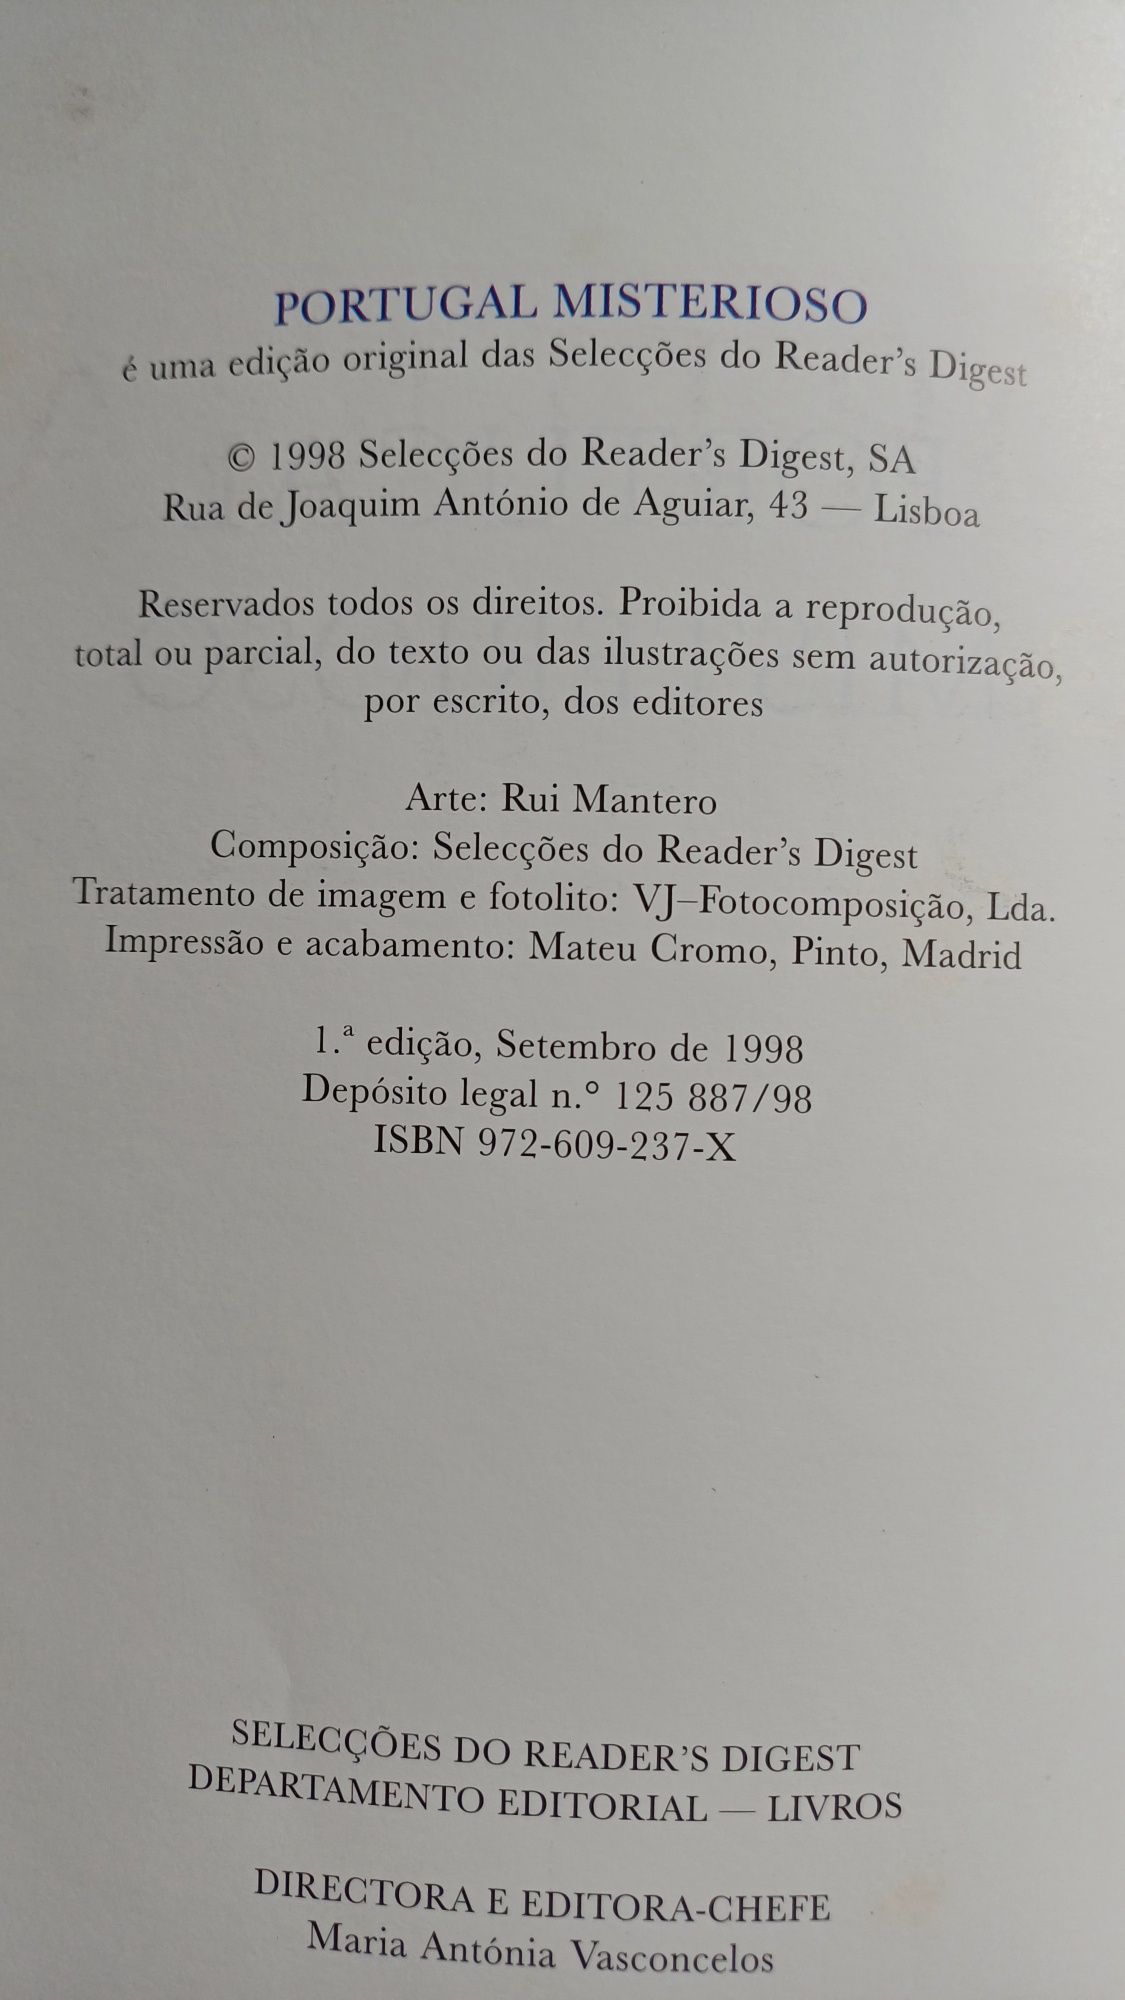 PORTUGAL MISTERIOSO
é uma edição original das Selecções do Reader's Digest
© 1998 Selecções do Reader's Digest, SA
Rua de Joaquim António de Aguiar, 43 — Lisboa
Reservados todos os direitos. Proibida a reprodução,
total ou parcial, do texto ou das ilustrações sem autorização,
por escrito, dos editores
Arte: Rui Mantero
Composição: Selecções do Reader's Digest
Tratamento de imagem e fotolito: VJ–Fotocomposição, Lda.
Impressão e acabamento: Mateu Cromo, Pinto, Madrid
1.ª edição, Setembro de 1998
Depósito legal n.º 125 887/98
ISBN 972-609-237-X
SELECÇÕES DO READER'S DIGEST
DEPARTAMENTO EDITORIAL — LIVROS
DIRECTORA E EDITORA-CHEFE
Maria Antónia Vasconcelos